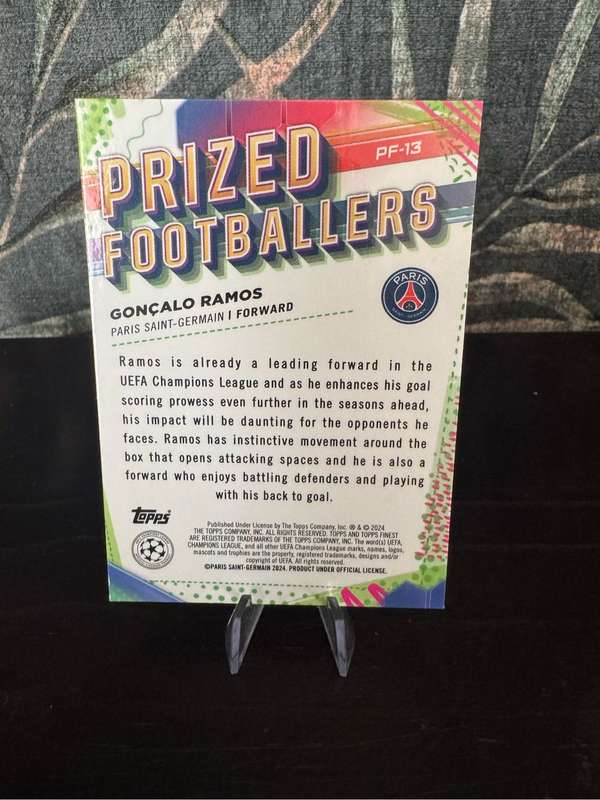 PRIZED
PF-13
FOOTBALLERS
GONÇALO RAMOS
PARIS SAINT-GERMAIN | FORWARD
PARIS
SAINT-GERMAIN
Ramos is already a leading forward in the
UEFA Champions League and as he enhances his goal
scoring prowess even further in the seasons ahead,
his impact will be daunting for the opponents he
faces. Ramos has instinctive movement around the
box that opens attacking spaces and he is also a
forward who enjoys battling defenders and playing
with his back to goal.
topps
Published Under License by The Topps Company, Inc. ® & © 2024
THE TOPPS COMPANY, INC. ALL RIGHTS RESERVED. TOPPS AND TOPPS FINEST
ARE REGISTERED TRADEMARKS OF THE TOPPS COMPANY, INC. The word(s) UEFA,
CHAMPIONS LEAGUE, and all other UEFA Champions League marks, names, logos,
mascots and trophies are the property, registered trademarks, designs and/or
copyright of UEFA. All rights reserved.
©PARIS SAINT-GERMAIN 2024. PRODUCT UNDER OFFICIAL LICENSE.